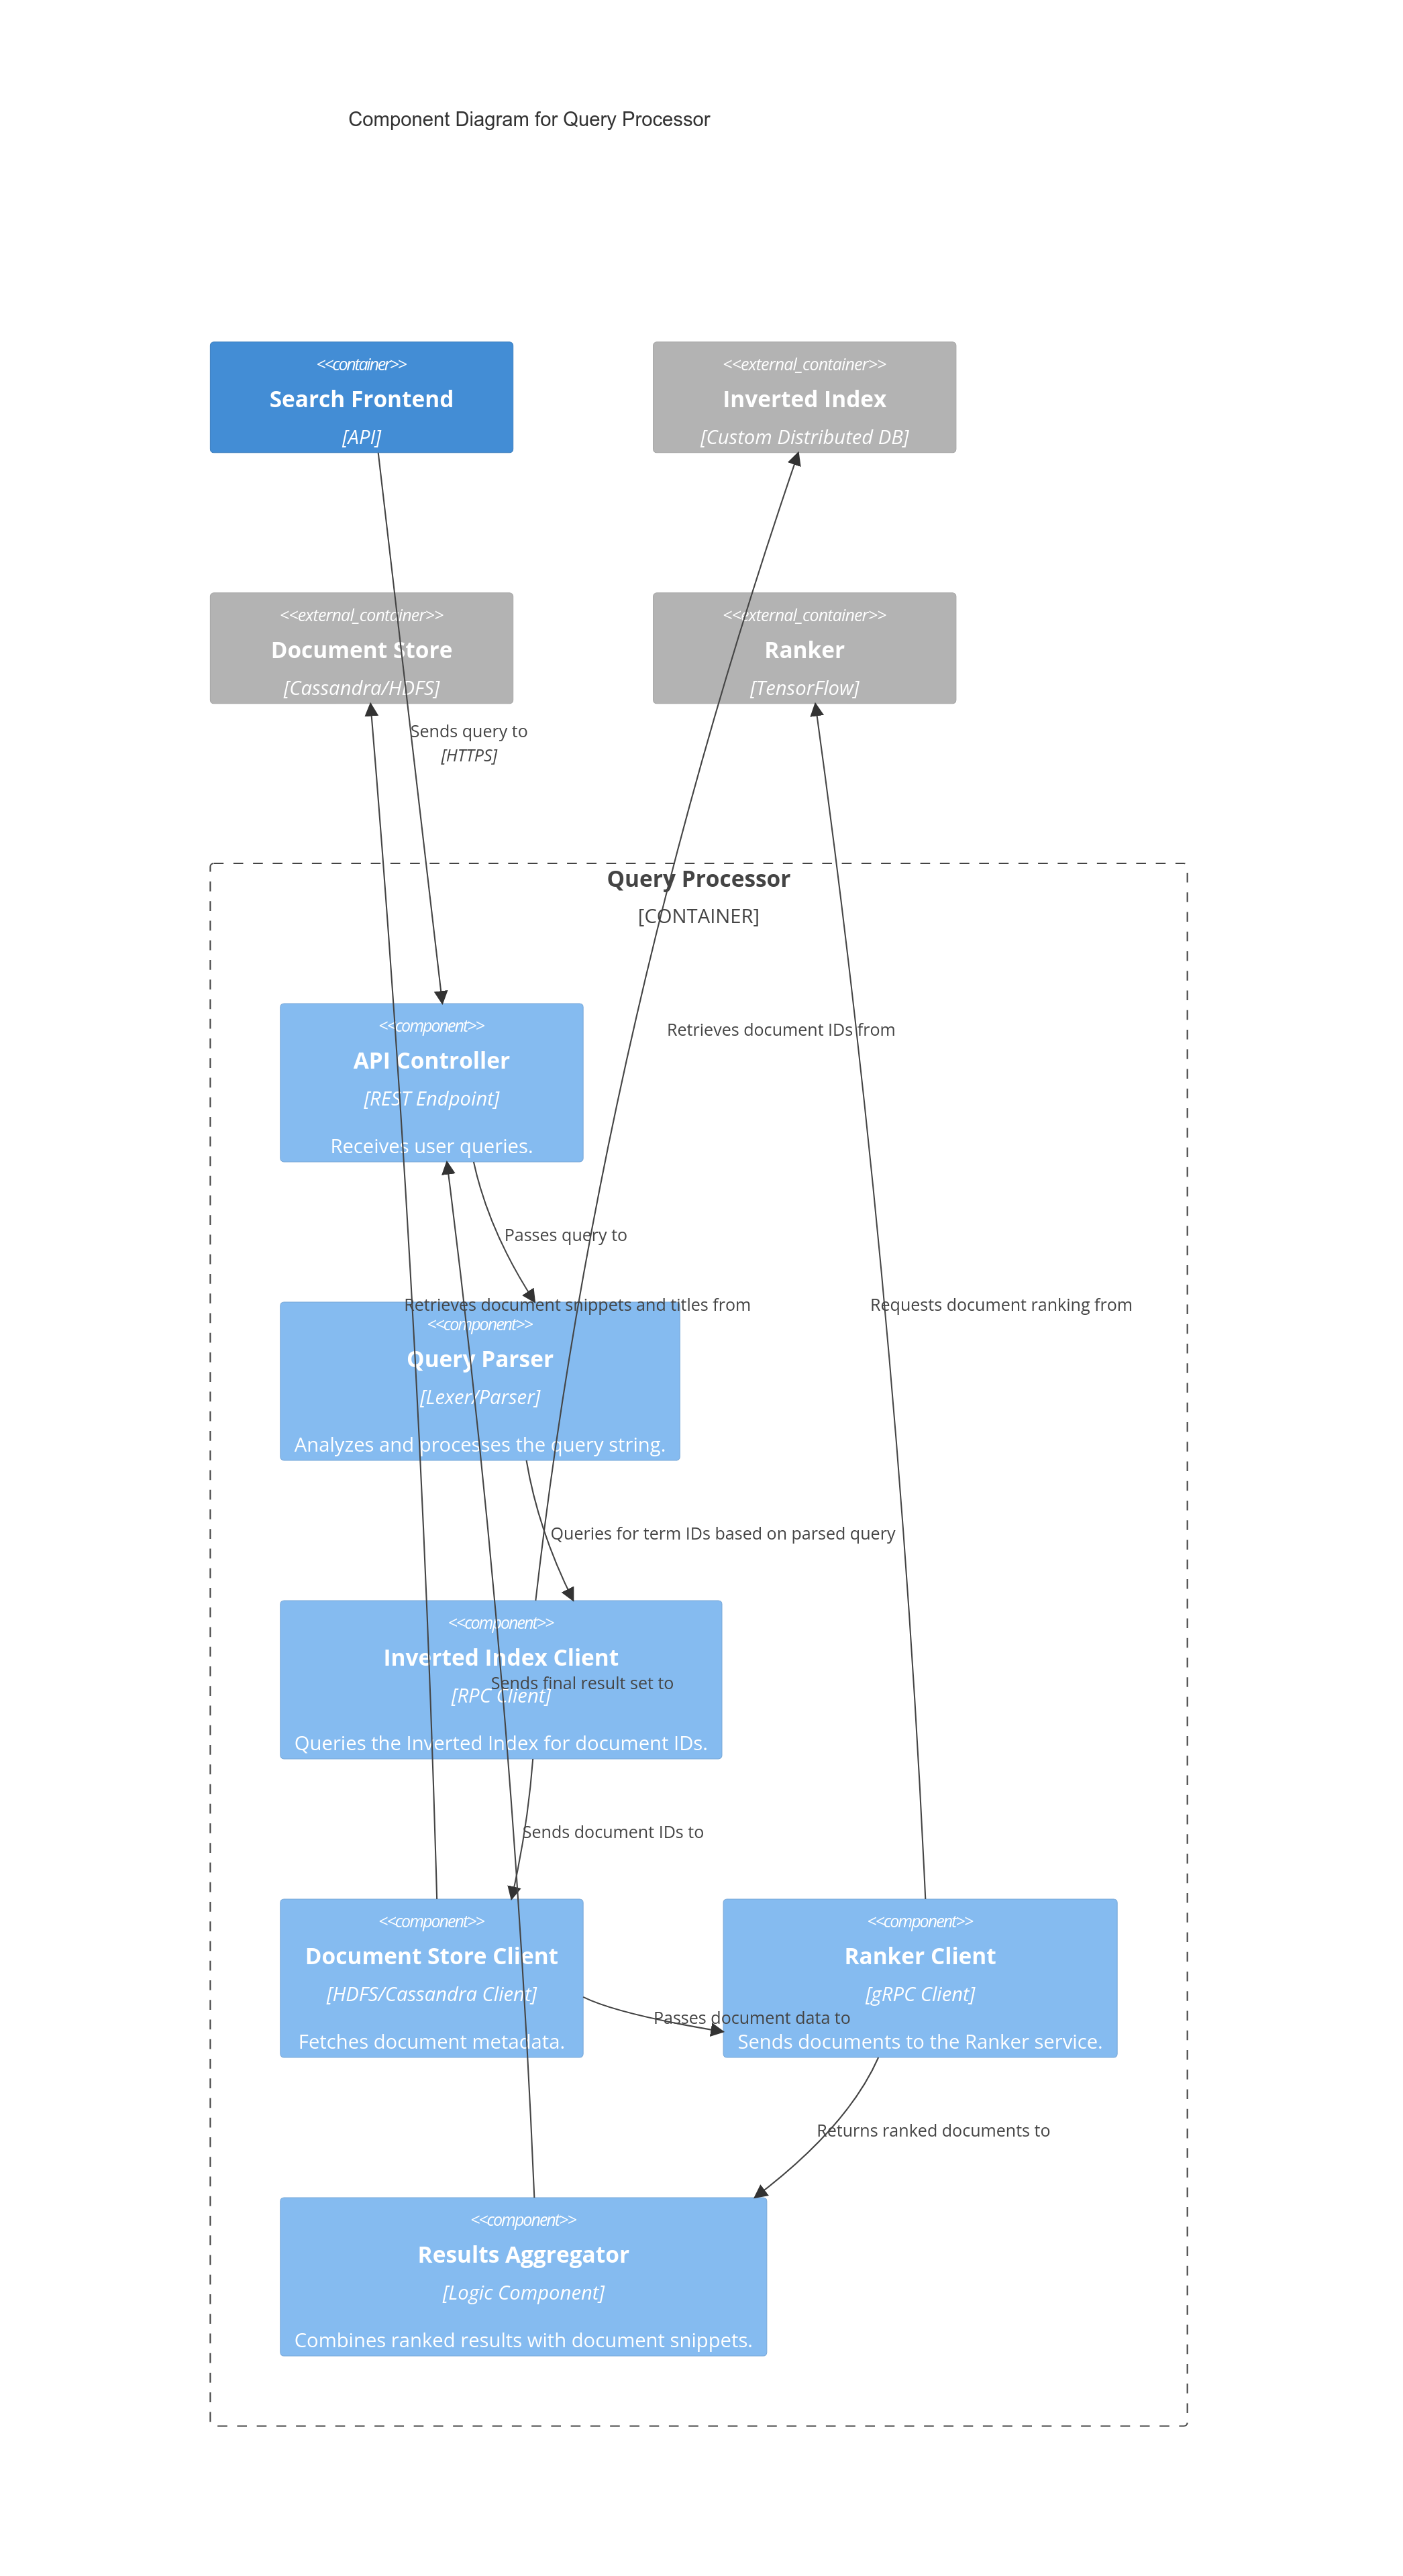 Component Diagram for Query Processor
<<container>>
Search Frontend
[API]
<<external_container>>
Inverted Index
[Custom Distributed DB]
<<external_container>>
Document Store
[Cassandra/HDFS]
<<external_container>>
Ranker
[TensorFlow]
Sends query to
[HTTPS]
Query Processor
[CONTAINER]
<<component>>
API Controller
[REST Endpoint]
Receives user queries.
Retrieves document IDs from
Passes query to
Retrieves document snippets and titles from
Requests document ranking from
<<component>>
Query Parser
[Lexer/Parser]
Analyzes and processes the query string.
Queries for term IDs based on parsed query
<<component>>
Inverted Index Client
[RPC Client]
Queries the Inverted Index for document IDs.
Sends final result set to
Sends document IDs to
<<component>>
Document Store Client
[HDFS/Cassandra Client]
Fetches document metadata.
Passes document data to
<<component>>
Ranker Client
[gRPC Client]
Sends documents to the Ranker service.
Returns ranked documents to
<<component>>
Results Aggregator
[Logic Component]
Combines ranked results with document snippets.